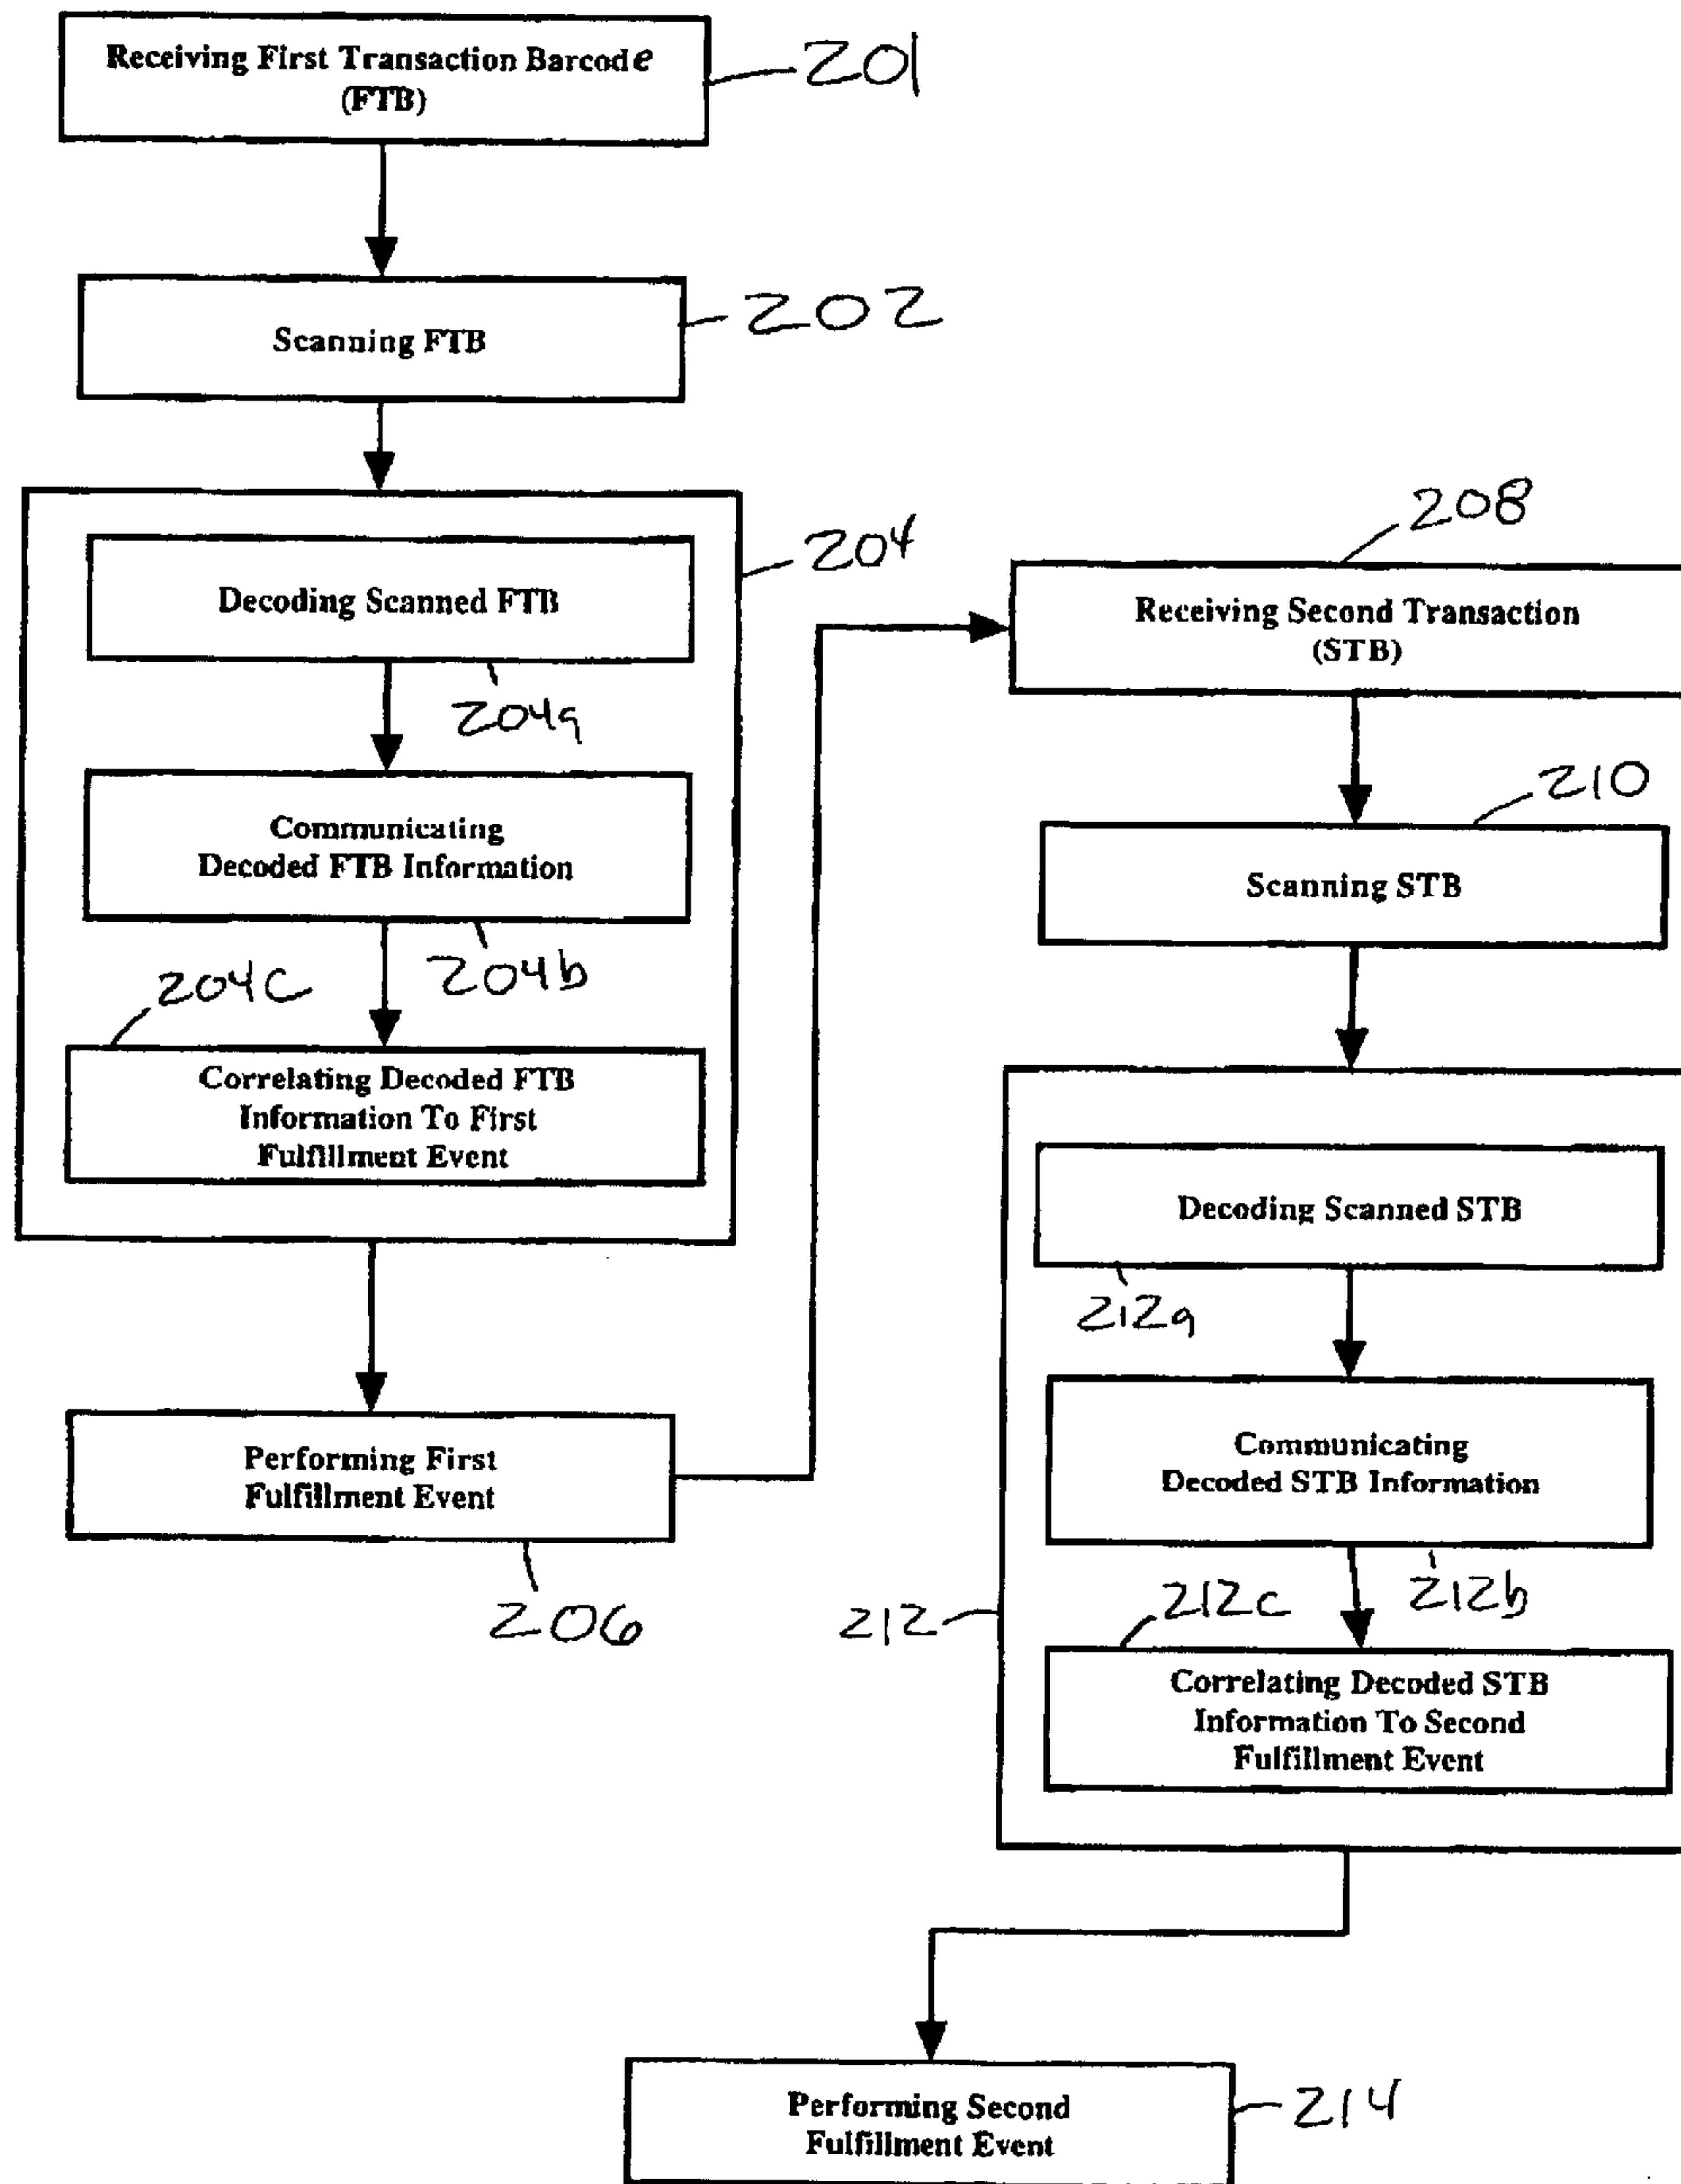 Receiving First Transaction Barcode
(FTB)
201
Scanning FTB
202
204
Decoding Scanned FTB
204a
Communicating
Decoded FTB Information
204b
204c
Correlating Decoded FTB
Information To First
Fulfillment Event
Performing First
Fulfillment Event
206
208
Receiving Second Transaction
(STB)
210
Scanning STB
Decoding Scanned STB
212a
Communicating
Decoded STB Information
212b
212c
212
Correlating Decoded STB
Information To Second
Fulfillment Event
Performing Second
Fulfillment Event
214